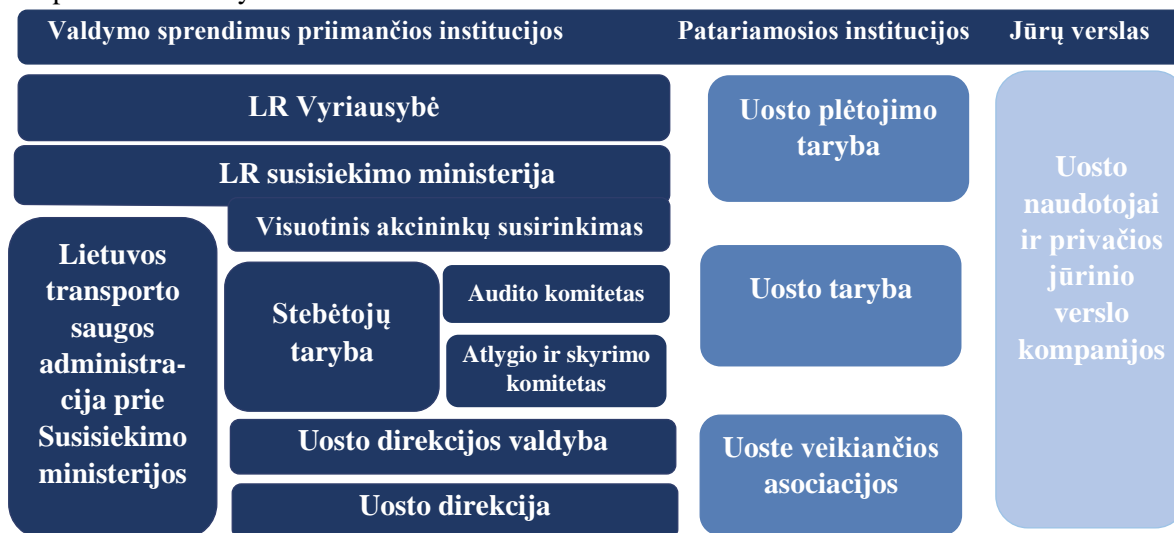 Valdymo sprendimus priimančios institucijos
Patariamosios institucijos
Jūrų verslas
LR Vyriausybė
LR susisiekimo ministerija
Visuotinis akcininkų susirinkimas
Lietuvos
transporto
saugos
administra-
cija prie
Susisiekimo
ministerijos
Stebėtojų
taryba
Audito komitetas
Atlygio ir skyrimo
komitetas
Uosto direkcijos valdyba
Uosto direkcija
Uosto plėtojimo
taryba
Uosto taryba
Uoste veikiančios
asociacijos
Uosto
naudotojai
ir privačios
jūrinio
verslo
kompanijos